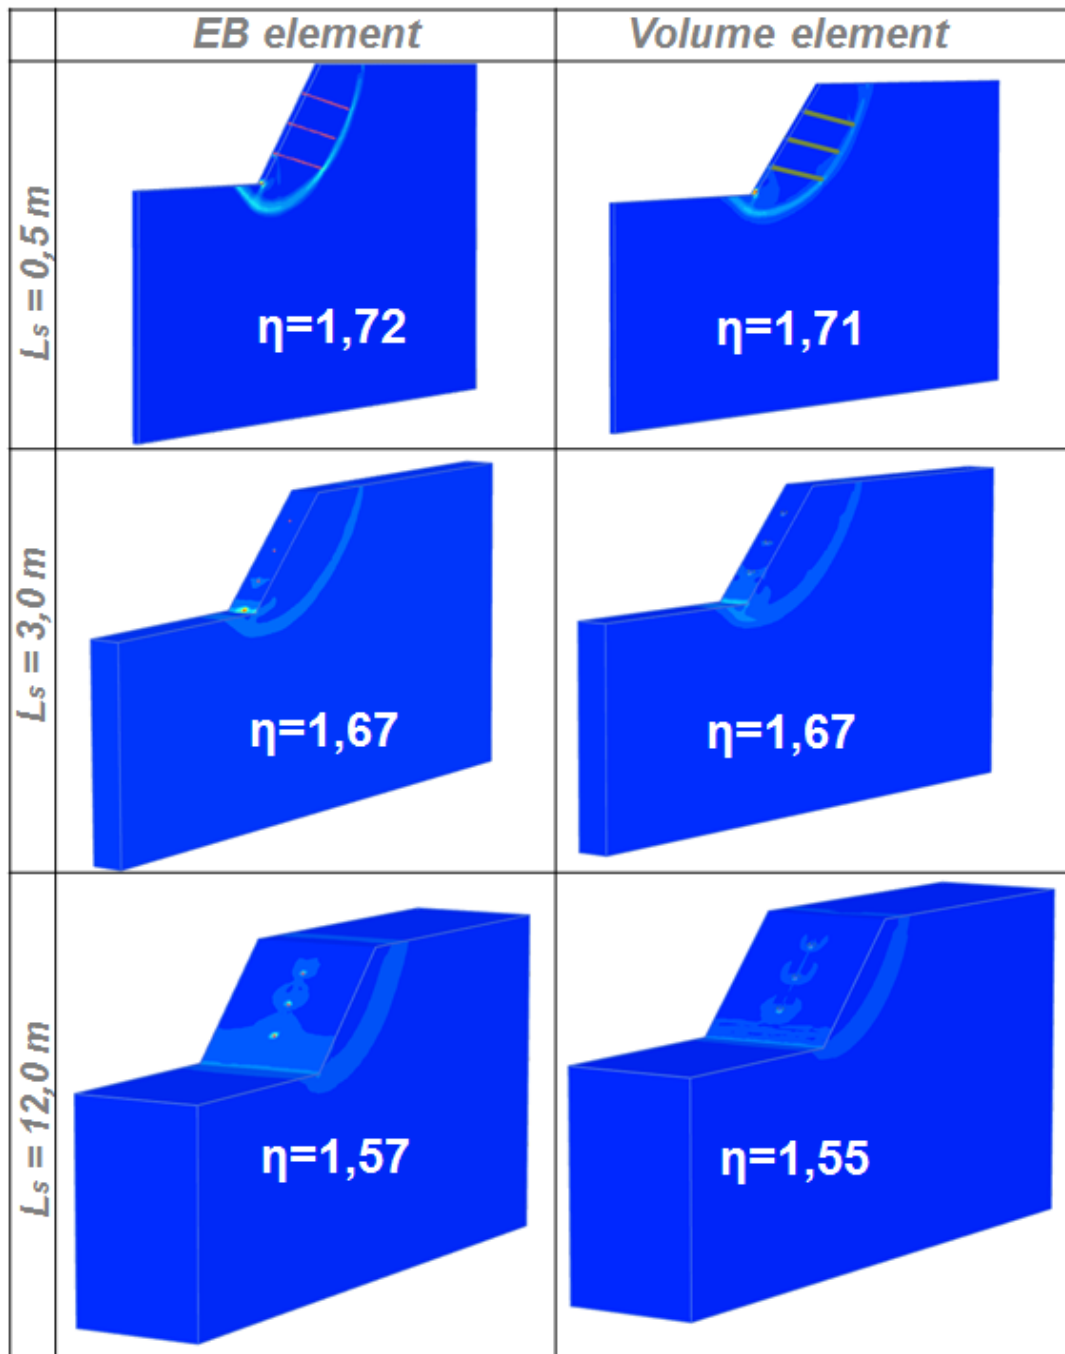 EB element
Volume element
Ls = 0,5 m
η=1,72
η=1,71
Ls = 3,0 m
η=1,67
η=1,67
Ls = 12,0 m
η=1,57
η=1,55